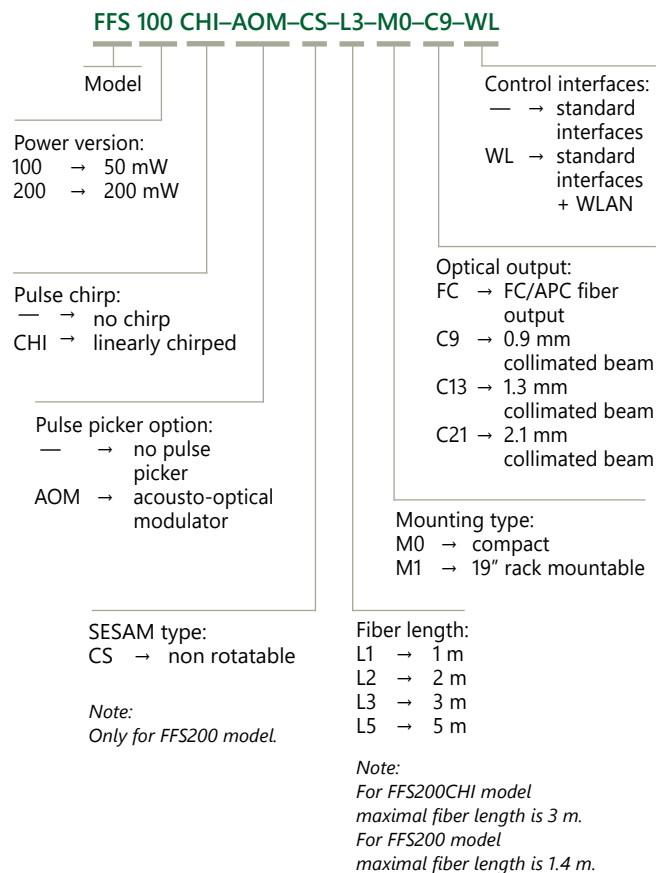 FFS 100 CHI–AOM–CS–L3–M0–C9–WL
Model
Power version:
100 → 50 mW
200 → 200 mW
Pulse chirp:
— → no chirp
CHI → linearly chirped
Pulse picker option:
— → no pulse
picker
AOM → acousto-optical
modulator
SESAM type:
CS → non rotatable
Note:
Only for FFS200 model.
Fiber length:
L1 → 1 m
L2 → 2 m
L3 → 3 m
L5 → 5 m
Note:
For FFS200CHI model
maximal fiber length is 3 m.
For FFS200 model
maximal fiber length is 1.4 m.
Mounting type:
M0 → compact
M1 → 19” rack mountable
Optical output:
FC → FC/APC fiber
output
C9 → 0.9 mm
collimated beam
C13 → 1.3 mm
collimated beam
C21 → 2.1 mm
collimated beam
Control interfaces:
— → standard
interfaces
WL → standard
interfaces
+ WLAN